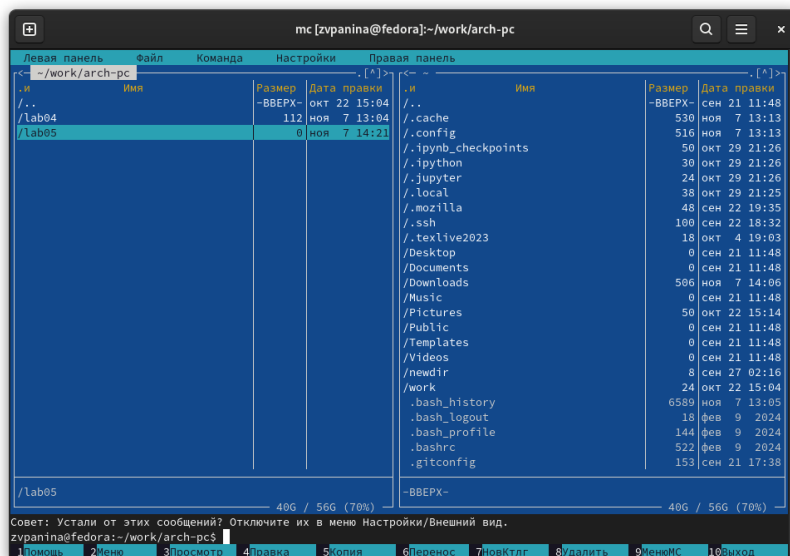 mc [zvpanina@fedora]:~/work/arch-pc
Левая панель Файл Команда Настройки Правая панель
<─ ~/work/arch-pc .[^]>
.и Имя Размер Дата правки
/.. -ВВЕРХ- окт 22 15:04
/lab04 112 ноя 7 13:04
/lab05 0 ноя 7 14:21
/lab05
40G / 56G (70%)
<─ ~ .[^]>
.и Имя Размер Дата правки
/.. -ВВЕРХ- сен 21 11:48
/.cache 530 ноя 7 13:13
/.config 516 ноя 7 13:13
/.ipynb_checkpoints 50 окт 29 21:26
/.ipython 30 окт 29 21:26
/.jupyter 24 окт 29 21:26
/.local 38 окт 29 21:25
/.mozilla 48 сен 22 19:35
/.ssh 100 сен 22 18:32
/.texlive2023 18 окт 4 19:03
/Desktop 0 сен 21 11:48
/Documents 0 сен 21 11:48
/Downloads 506 ноя 7 14:06
/Music 0 сен 21 11:48
/Pictures 50 окт 22 15:14
/Public 0 сен 21 11:48
/Templates 0 сен 21 11:48
/Videos 0 сен 21 11:48
/newdir 8 сен 27 02:16
/work 24 окт 22 15:04
.bash_history 6589 ноя 7 13:05
.bash_logout 18 фев 9 2024
.bash_profile 144 фев 9 2024
.bashrc 522 фев 9 2024
.gitconfig 153 сен 21 17:38
-ВВЕРХ-
40G / 56G (70%)
Совет: Устали от этих сообщений? Отключите их в меню Настройки/Внешний вид.
zvpanina@fedora:~/work/arch-pc$
1Помощь 2Меню 3Просмотр 4Правка 5Копия 6Перенос 7НовКтлг 8Удалить 9МенюМС 10Выход